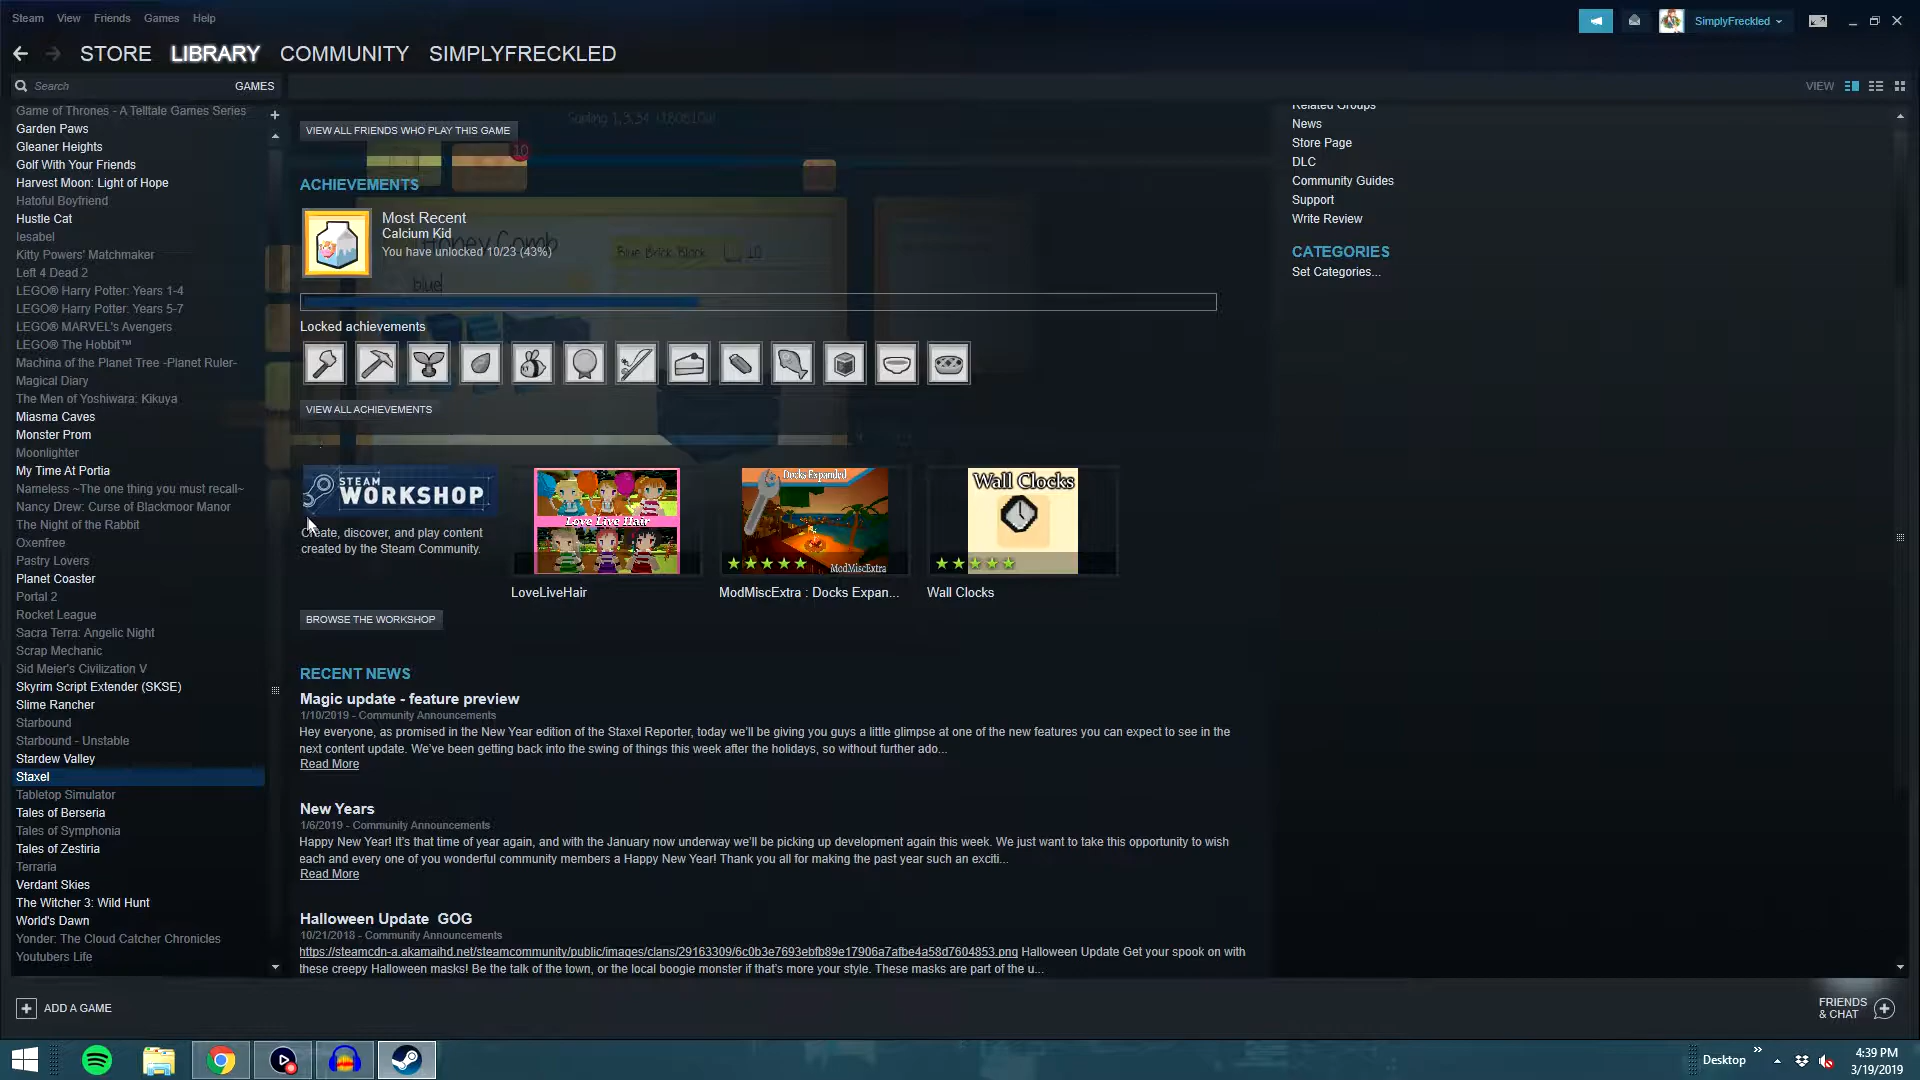 Steam View Friends Games Help
SimplyFreckled
STORE LIBRARY COMMUNITY SIMPLYFRECKLED
Search GAMES
VIEW
Game of Thrones - A Telltale Games Series
Garden Paws
Gleaner Heights
Golf With Your Friends
Harvest Moon: Light of Hope
Hatoful Boyfriend
Hustle Cat
Iesabel
Kitty Powers' Matchmaker
Left 4 Dead 2
LEGO® Harry Potter: Years 1-4
LEGO® Harry Potter: Years 5-7
LEGO® MARVEL's Avengers
LEGO® The Hobbit™
Machina of the Planet Tree -Planet Ruler-
Magical Diary
The Men of Yoshiwara: Kikuya
Miasma Caves
Monster Prom
Moonlighter
My Time At Portia
Nameless ~The one thing you must recall~
Nancy Drew: Curse of Blackmoor Manor
The Night of the Rabbit
Oxenfree
Pastry Lovers
Planet Coaster
Portal 2
Rocket League
Sacra Terra: Angelic Night
Scrap Mechanic
Sid Meier's Civilization V
Skyrim Script Extender (SKSE)
Slime Rancher
Starbound
Starbound - Unstable
Stardew Valley
Staxel
Tabletop Simulator
Tales of Berseria
Tales of Symphonia
Tales of Zestiria
Terraria
Verdant Skies
The Witcher 3: Wild Hunt
World's Dawn
Yonder: The Cloud Catcher Chronicles
Youtubers Life
VIEW ALL FRIENDS WHO PLAY THIS GAME
10
ACHIEVEMENTS
Most Recent
Calcium Kid
You have unlocked 10/23 (43%)
Honey Comb
Blue Brick Block
10
blue
Locked achievements
VIEW ALL ACHIEVEMENTS
STEAM
WORKSHOP
Create, discover, and play content
created by the Steam Community.
Love Live Hair
LoveLiveHair
Docks Expanded
ModMiscExtra
ModMiscExtra : Docks Expan...
Wall Clocks
Wall Clocks
BROWSE THE WORKSHOP
RECENT NEWS
Magic update - feature preview
1/10/2019 - Community Announcements
Hey everyone, as promised in the New Year edition of the Staxel Reporter, today we'll be giving you guys a little glimpse at one of the new features you can expect to see in the
next content update. We've been getting back into the swing of things this week after the holidays, so without further ado...
Read More
New Years
1/6/2019 - Community Announcements
Happy New Year! It's that time of year again, and with the January now underway we'll be picking up development again this week. We just want to take this opportunity to wish
each and every one of you wonderful community members a Happy New Year! Thank you all for making the past year such an exciti...
Read More
Halloween Update GOG
10/21/2018 - Community Announcements
https://steamcdn-a.akamaihd.net/steamcommunity/public/images/clans/29163309/6c0b3e7693ebfb89e17906a7afbe4a58d7604853.png Halloween Update Get your spook on with
these creepy Halloween masks! Be the talk of the town, or the local boogie monster if that's more your style. These masks are part of the u...
Related Groups
News
Store Page
DLC
Community Guides
Support
Write Review
CATEGORIES
Set Categories...
ADD A GAME
FRIENDS
& CHAT
Desktop
4:39 PM
3/19/2019